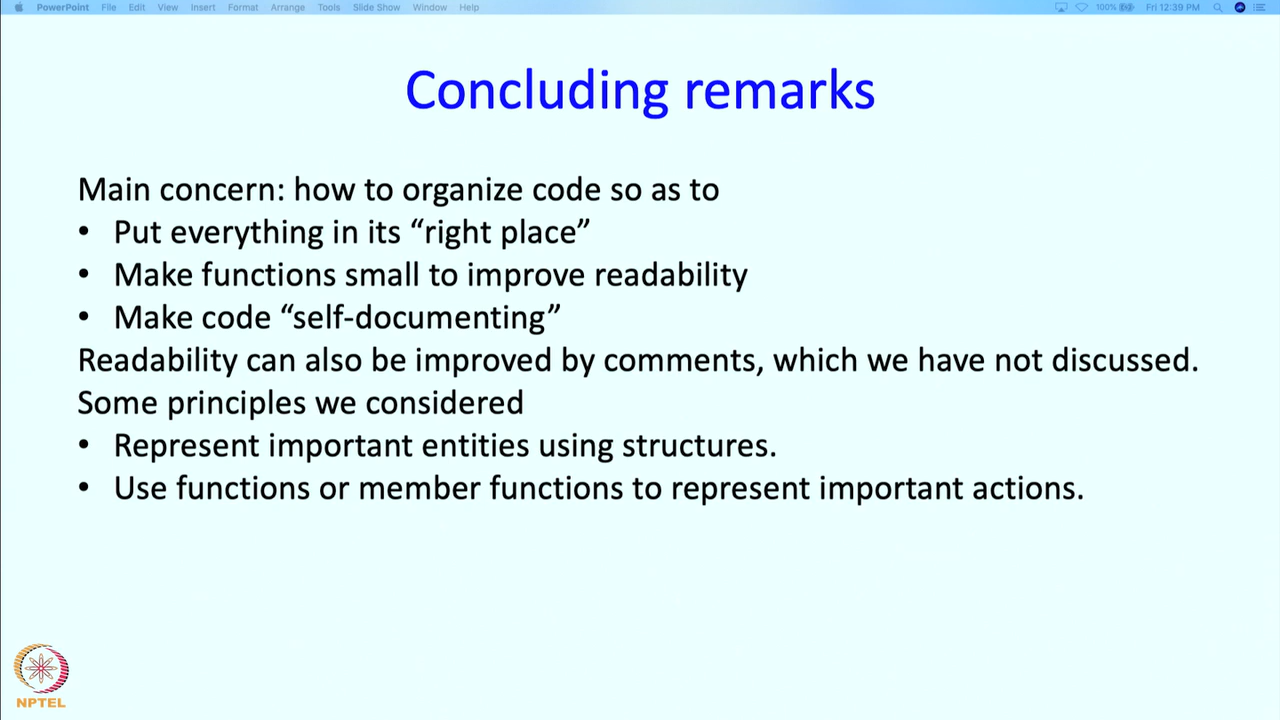 PowerPoint File Edit View Insert Format Arrange Tools Slide Show Window Help 100% Fri 12:39 PM
Concluding remarks
Main concern: how to organize code so as to
• Put everything in its “right place”
• Make functions small to improve readability
• Make code “self-documenting”
Readability can also be improved by comments, which we have not discussed.
Some principles we considered
• Represent important entities using structures.
• Use functions or member functions to represent important actions.
NPTEL